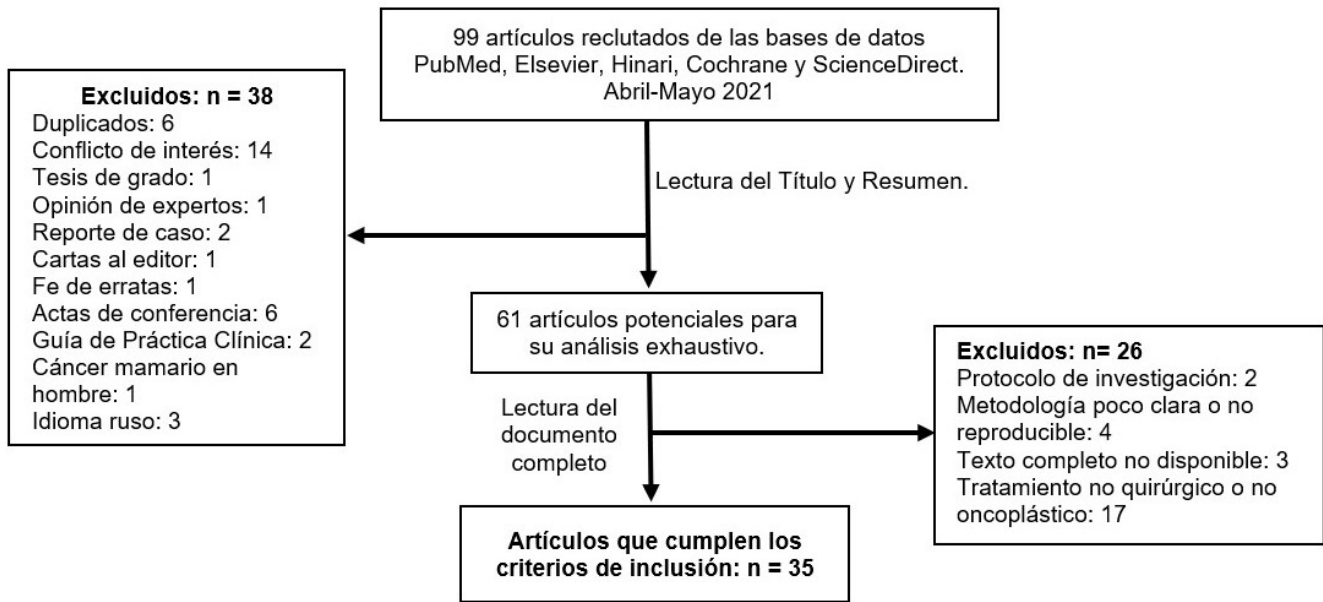 99 artículos reclutados de las bases de datos
PubMed, Elsevier, Hinari, Cochrane y ScienceDirect.
Abril-Mayo 2021
Excluidos: n = 38
Duplicados: 6
Conflicto de interés: 14
Tesis de grado: 1
Opinión de expertos: 1
Reporte de caso: 2
Cartas al editor: 1
Fe de erratas: 1
Actas de conferencia: 6
Guía de Práctica Clínica: 2
Cáncer mamario en
hombre: 1
Idioma ruso: 3
Lectura del Título y Resumen.
61 artículos potenciales para
su análisis exhaustivo.
Excluidos: n= 26
Protocolo de investigación: 2
Metodología poco clara o no
reproducible: 4
Texto completo no disponible: 3
Tratamiento no quirúrgico o no
oncoplástico: 17
Lectura del
documento
completo
Artículos que cumplen los
criterios de inclusión: n = 35